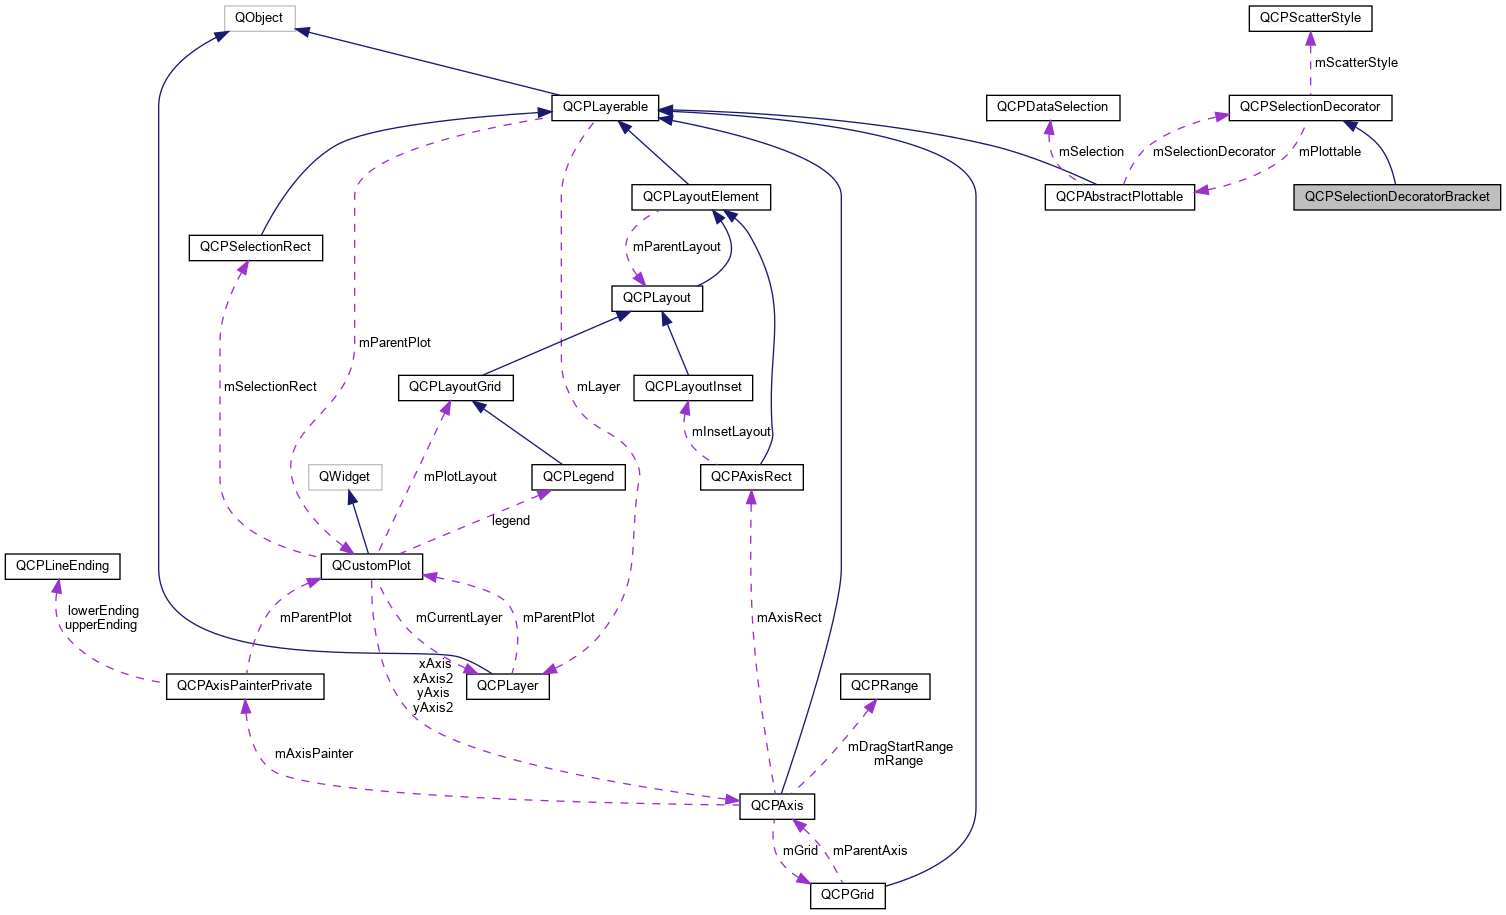 QObject
QCPScatterStyle
mScatterStyle
QCPLayerable
QCPDataSelection
QCPSelectionDecorator
mSelection
mSelectionDecorator
mPlottable
QCPLayoutElement
QCPAbstractPlottable
QCPSelectionDecoratorBracket
QCPSelectionRect
mParentLayout
QCPLayout
mParentPlot
mSelectionRect
QCPLayoutGrid
mLayer
QCPLayoutInset
mInsetLayout
QWidget
mPlotLayout
QCPLegend
QCPAxisRect
legend
QCPLineEnding
QCustomPlot
lowerEnding
upperEnding
mParentPlot
mCurrentLayer
mParentPlot
mAxisRect
xAxis
xAxis2
yAxis
yAxis2
QCPAxisPainterPrivate
QCPLayer
QCPRange
mAxisPainter
mDragStartRange
mRange
QCPAxis
mGrid
mParentAxis
QCPGrid